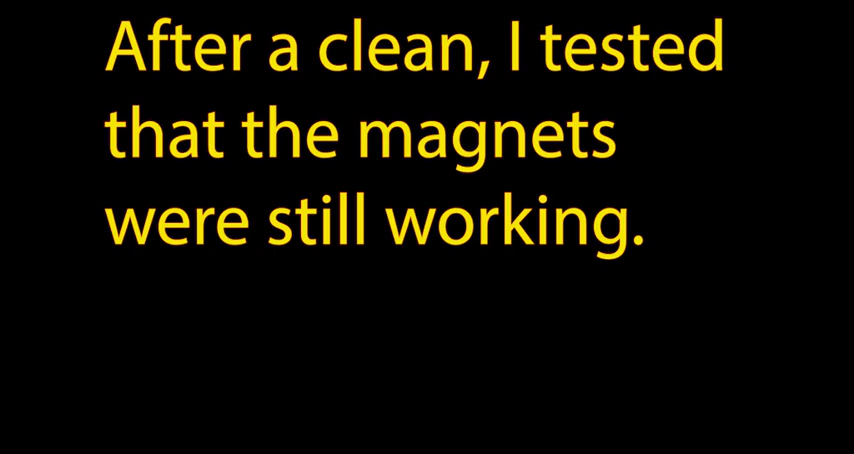 After a clean, I tested
that the magnets
were still working.